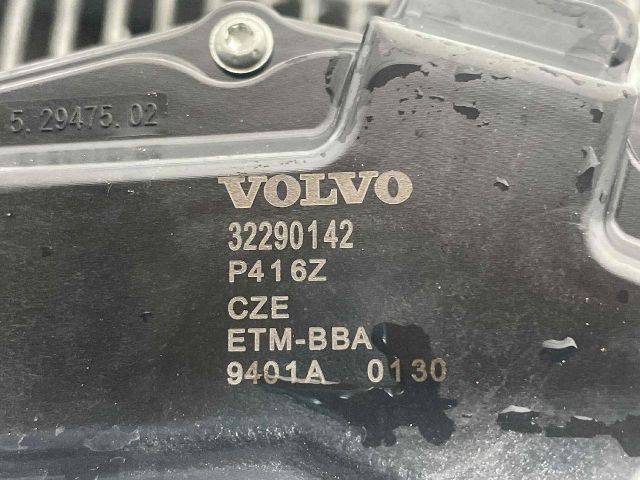 5. 29475. 02
VOLVO
32290142
P416Z
CZE
ETM-BBA
9401A 0130